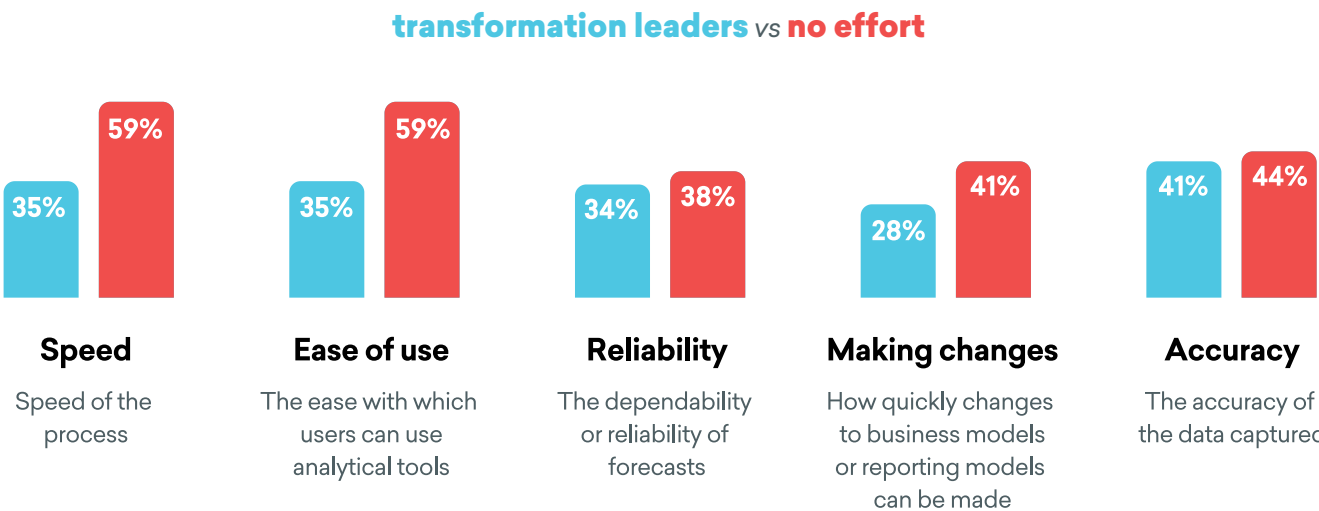 transformation leaders vs no effort
35%
59%
35%
59%
34%
38%
28%
41%
41%
44%
Speed
Speed of the
process
Ease of use
The ease with which
users can use
analytical tools
Reliability
The dependability
or reliability of
forecasts
Making changes
How quickly changes
to business models
or reporting models
can be made
Accuracy
The accuracy of
the data captured